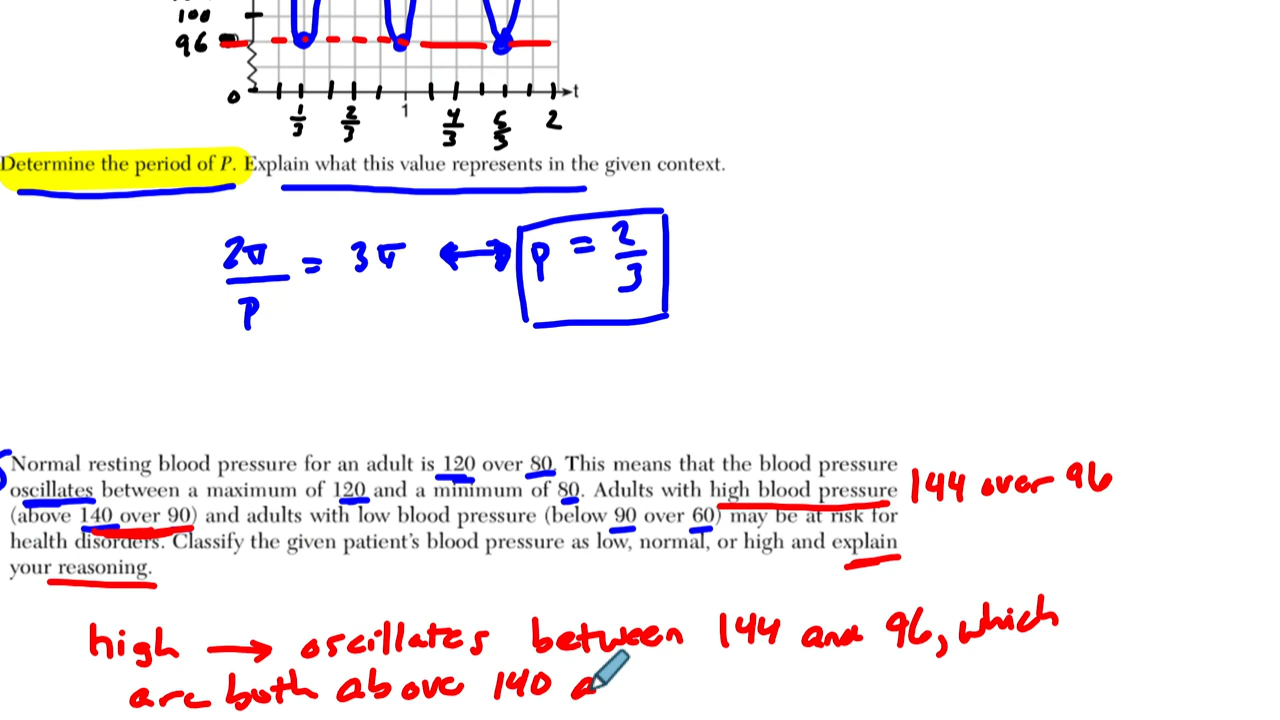 100
96
0
1/3 2/3 1 4/3 5/3 2 t
Determine the period of P. Explain what this value represents in the given context.
2π/P = 3π ↔ P = 2/3
Normal resting blood pressure for an adult is 120 over 80. This means that the blood pressure
oscillates between a maximum of 120 and a minimum of 80. Adults with high blood pressure 144 over 96
(above 140 over 90) and adults with low blood pressure (below 90 over 60) may be at risk for
health disorders. Classify the given patient's blood pressure as low, normal, or high and explain
your reasoning.
high → oscillates between 144 and 96, which
are both above 140 a